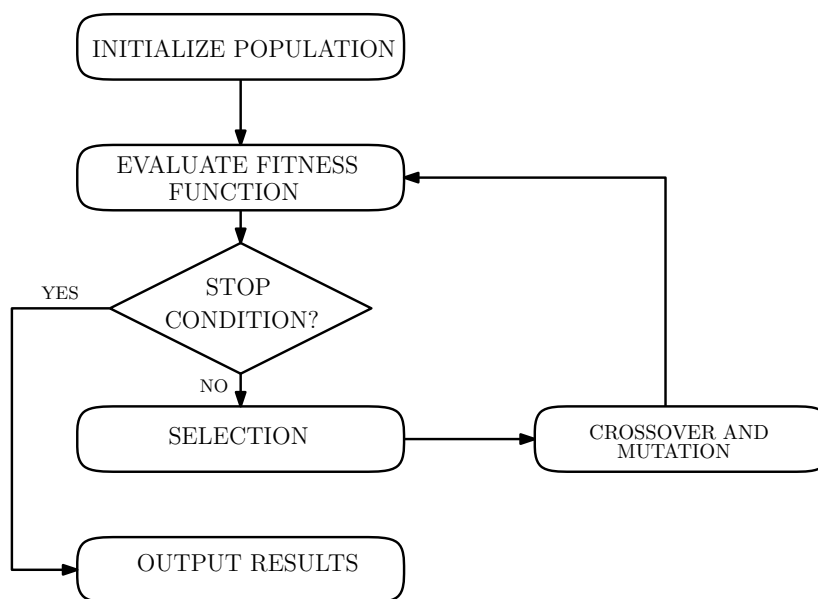 INITIALIZE POPULATION
EVALUATE FITNESS
FUNCTION
STOP
CONDITION?
YES
NO
SELECTION
CROSSOVER AND
MUTATION
OUTPUT RESULTS